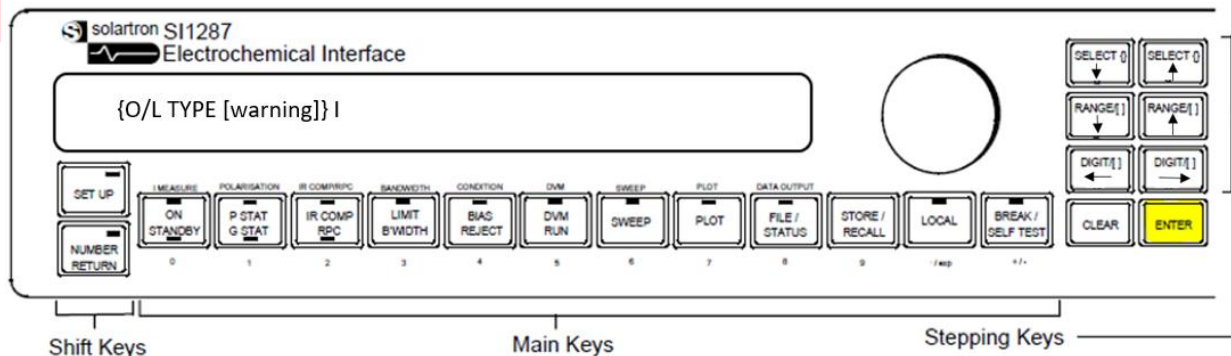 solartron SI1287
Electrochemical Interface
{O/L TYPE [warning]} I
SELECT {} SELECT {}
RANGE/[ ] RANGE/[ ]
DIGIT/[ ] DIGIT/[ ]
SET UP
I MEASURE POLARISATION IR COMP/RPC BANDWIDTH CONDITION DVM SWEEP PLOT DATA OUTPUT
ON STANDBY
P STAT G STAT
IR COMP RPC
LIMIT B'WIDTH
BIAS REJECT
DVM RUN
SWEEP
PLOT
FILE / STATUS
STORE / RECALL
LOCAL
BREAK / SELF TEST
CLEAR
ENTER
NUMBER RETURN
0 1 2 3 4 5 6 7 8 9 -/exp +/-
Shift Keys
Main Keys
Stepping Keys